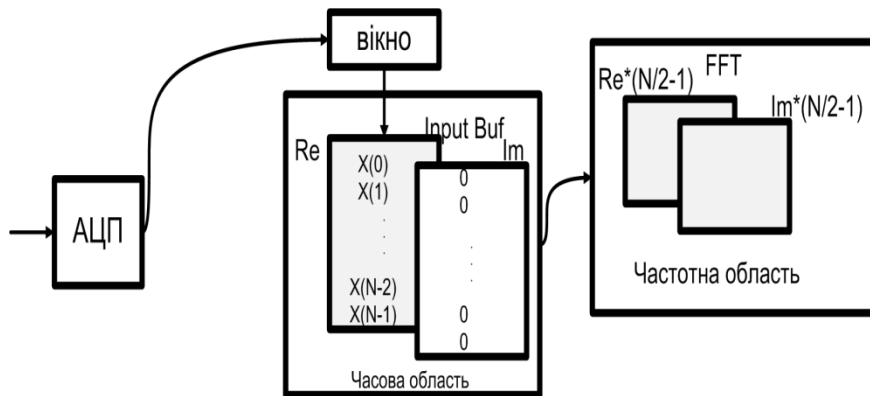 вікно
АЦП
Input Buf
Re
Im
X(0)
X(1)
.
.
.
X(N-2)
X(N-1)
0
0
.
.
.
0
0
Часова область
FFT
Re*(N/2-1)
Im*(N/2-1)
Частотна область